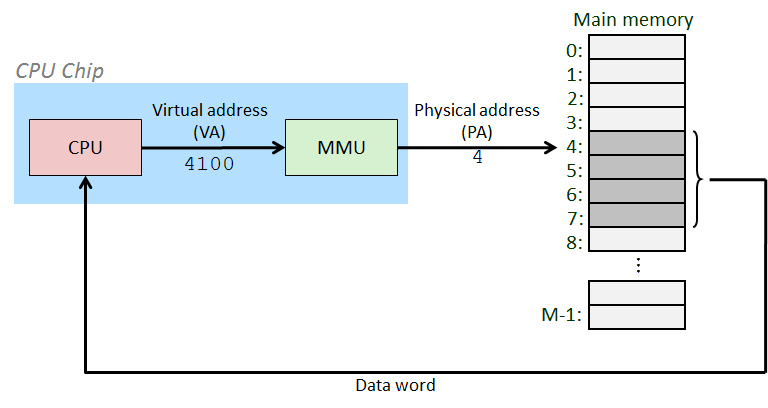 Main memory
0:
1:
CPU Chip
2:
Virtual address
(VA)
Physical address
(PA)
3:
CPU
4100
MMU
4
4:
5:
6:
7:
8:
...
M-1:
Data word